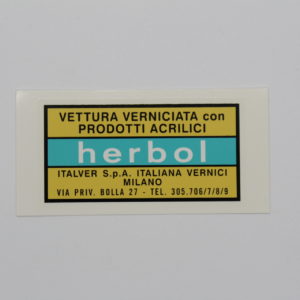 VETTURA VERNICIATA con
PRODOTTI ACRILICI
herbol
ITALVER S.p.A. ITALIANA VERNICI
MILANO
VIA PRIV. BOLLA 27 - TEL. 305.706/7/8/9